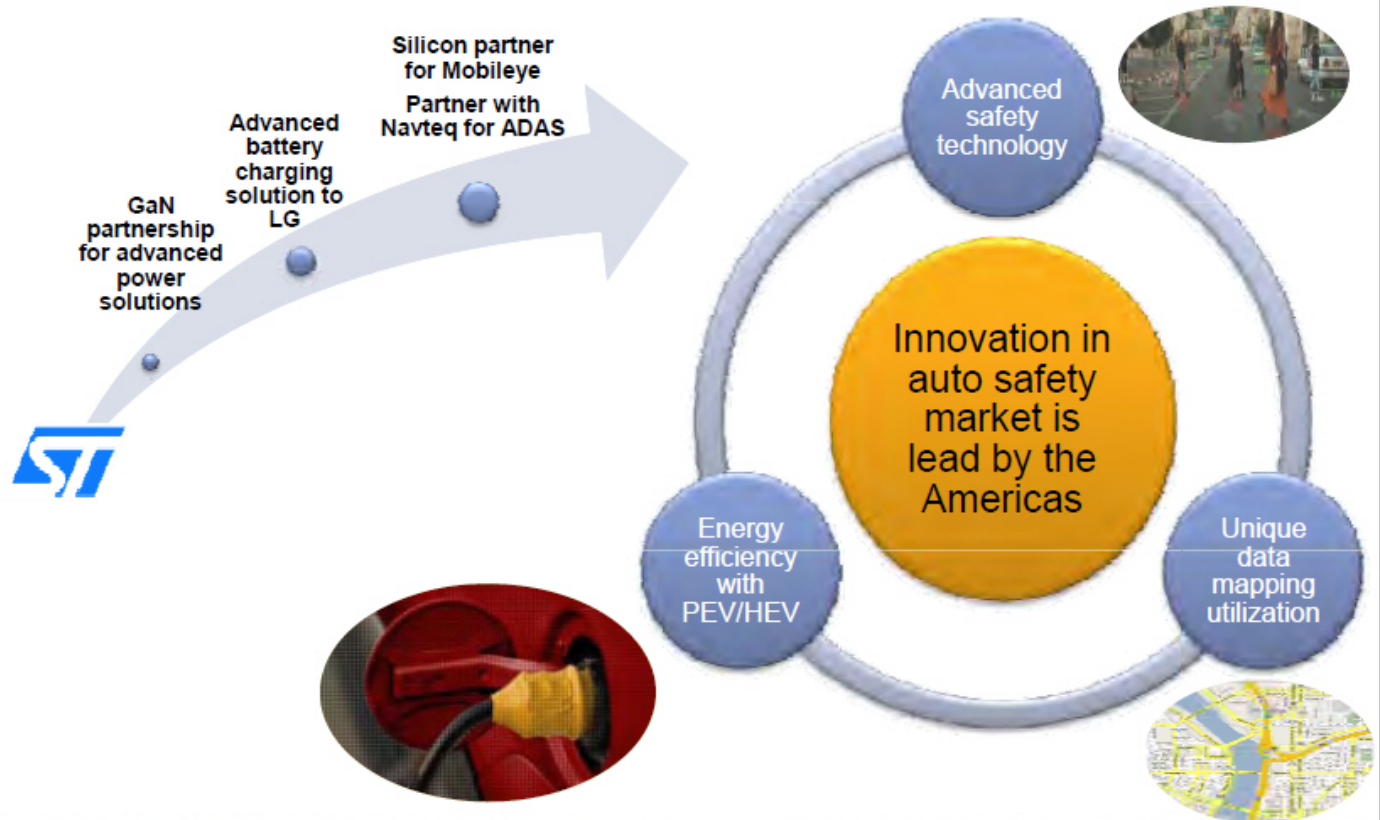 Silicon partner
for Mobileye
Partner with
Navteq for ADAS
Advanced
battery
charging
solution to
LG
GaN
partnership
for advanced
power
solutions
ST
Advanced
safety
technology
Innovation in
auto safety
market is
lead by the
Americas
Energy
efficiency
with
PEV/HEV
Unique
data
mapping
utilization